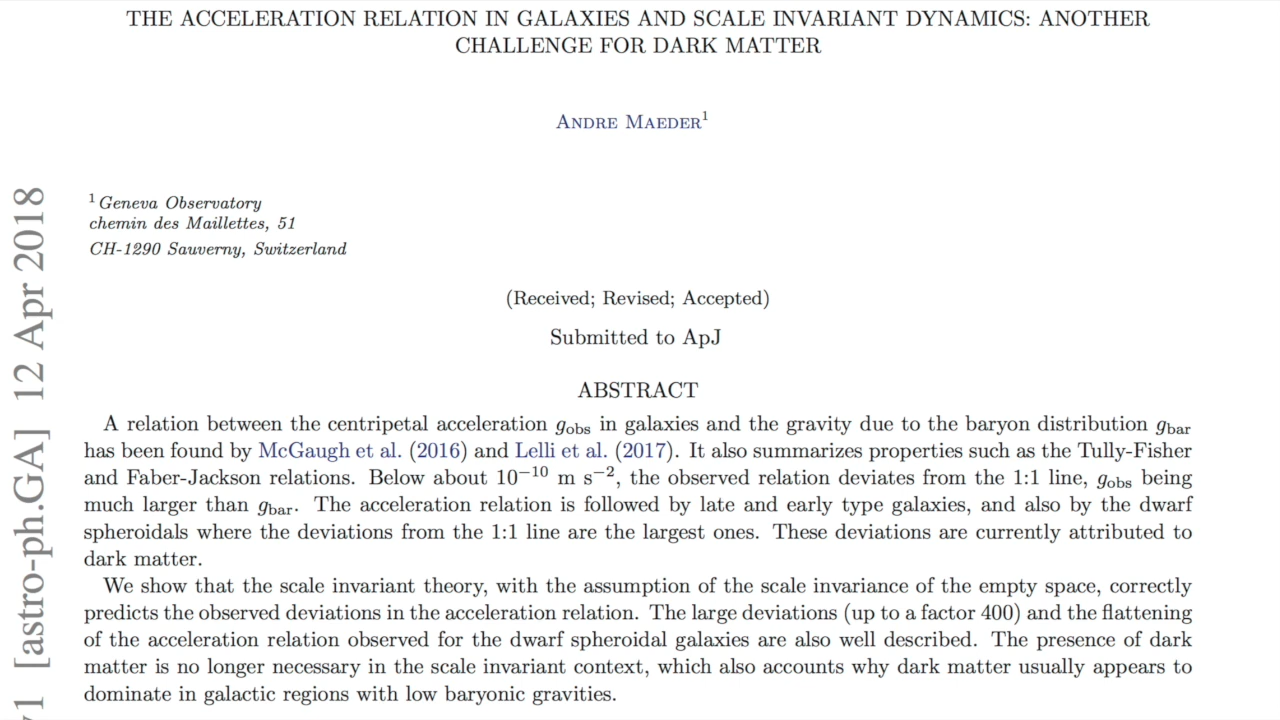 THE ACCELERATION RELATION IN GALAXIES AND SCALE INVARIANT DYNAMICS: ANOTHER
CHALLENGE FOR DARK MATTER
ANDRE MAEDER¹
¹ Geneva Observatory
chemin des Maillettes, 51
CH-1290 Sauverny, Switzerland
(Received; Revised; Accepted)
Submitted to ApJ
ABSTRACT
A relation between the centripetal acceleration g_obs in galaxies and the gravity due to the baryon distribution g_bar
has been found by McGaugh et al. (2016) and Lelli et al. (2017). It also summarizes properties such as the Tully-Fisher
and Faber-Jackson relations. Below about 10⁻¹⁰ m s⁻², the observed relation deviates from the 1:1 line, g_obs being
much larger than g_bar. The acceleration relation is followed by late and early type galaxies, and also by the dwarf
spheroidals where the deviations from the 1:1 line are the largest ones. These deviations are currently attributed to
dark matter.
We show that the scale invariant theory, with the assumption of the scale invariance of the empty space, correctly
predicts the observed deviations in the acceleration relation. The large deviations (up to a factor 400) and the flattening
of the acceleration relation observed for the dwarf spheroidal galaxies are also well described. The presence of dark
matter is no longer necessary in the scale invariant context, which also accounts why dark matter usually appears to
dominate in galactic regions with low baryonic gravities.
v1 [astro-ph.GA] 12 Apr 2018